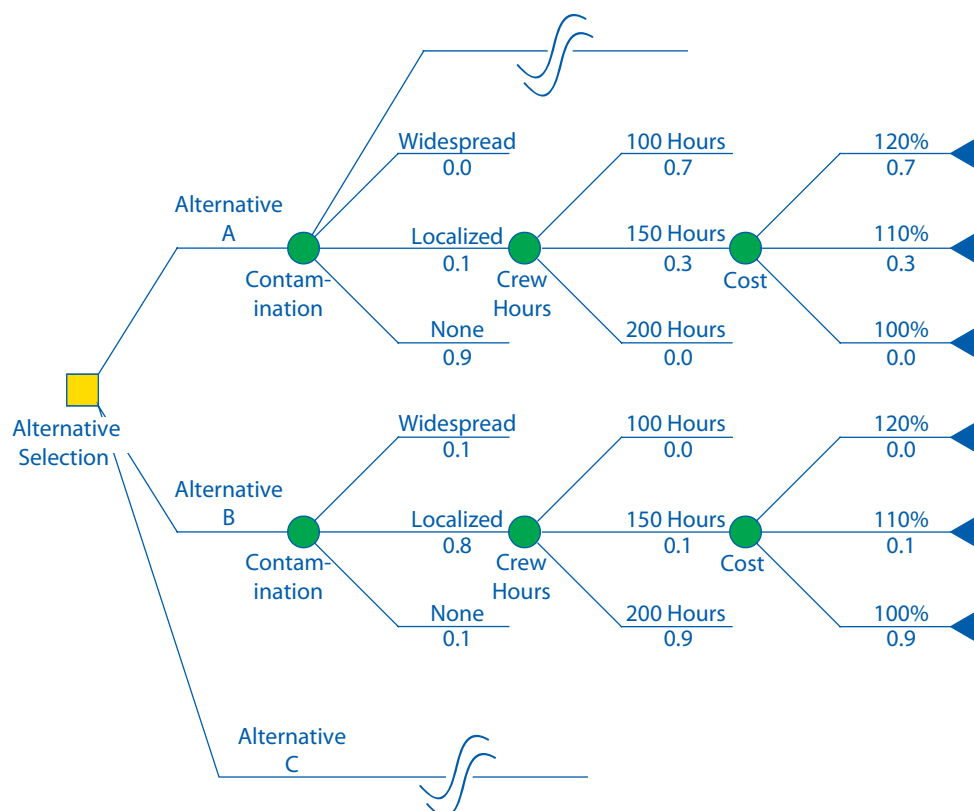 Widespread
0.0
100 Hours
0.7
120%
0.7
Alternative
A
Localized
0.1
150 Hours
0.3
110%
0.3
Contam-
ination
Crew
Hours
Cost
None
0.9
200 Hours
0.0
100%
0.0
Alternative
Selection
Widespread
0.1
100 Hours
0.0
120%
0.0
Alternative
B
Localized
0.8
150 Hours
0.1
110%
0.1
Contam-
ination
Crew
Hours
Cost
None
0.1
200 Hours
0.9
100%
0.9
Alternative
C